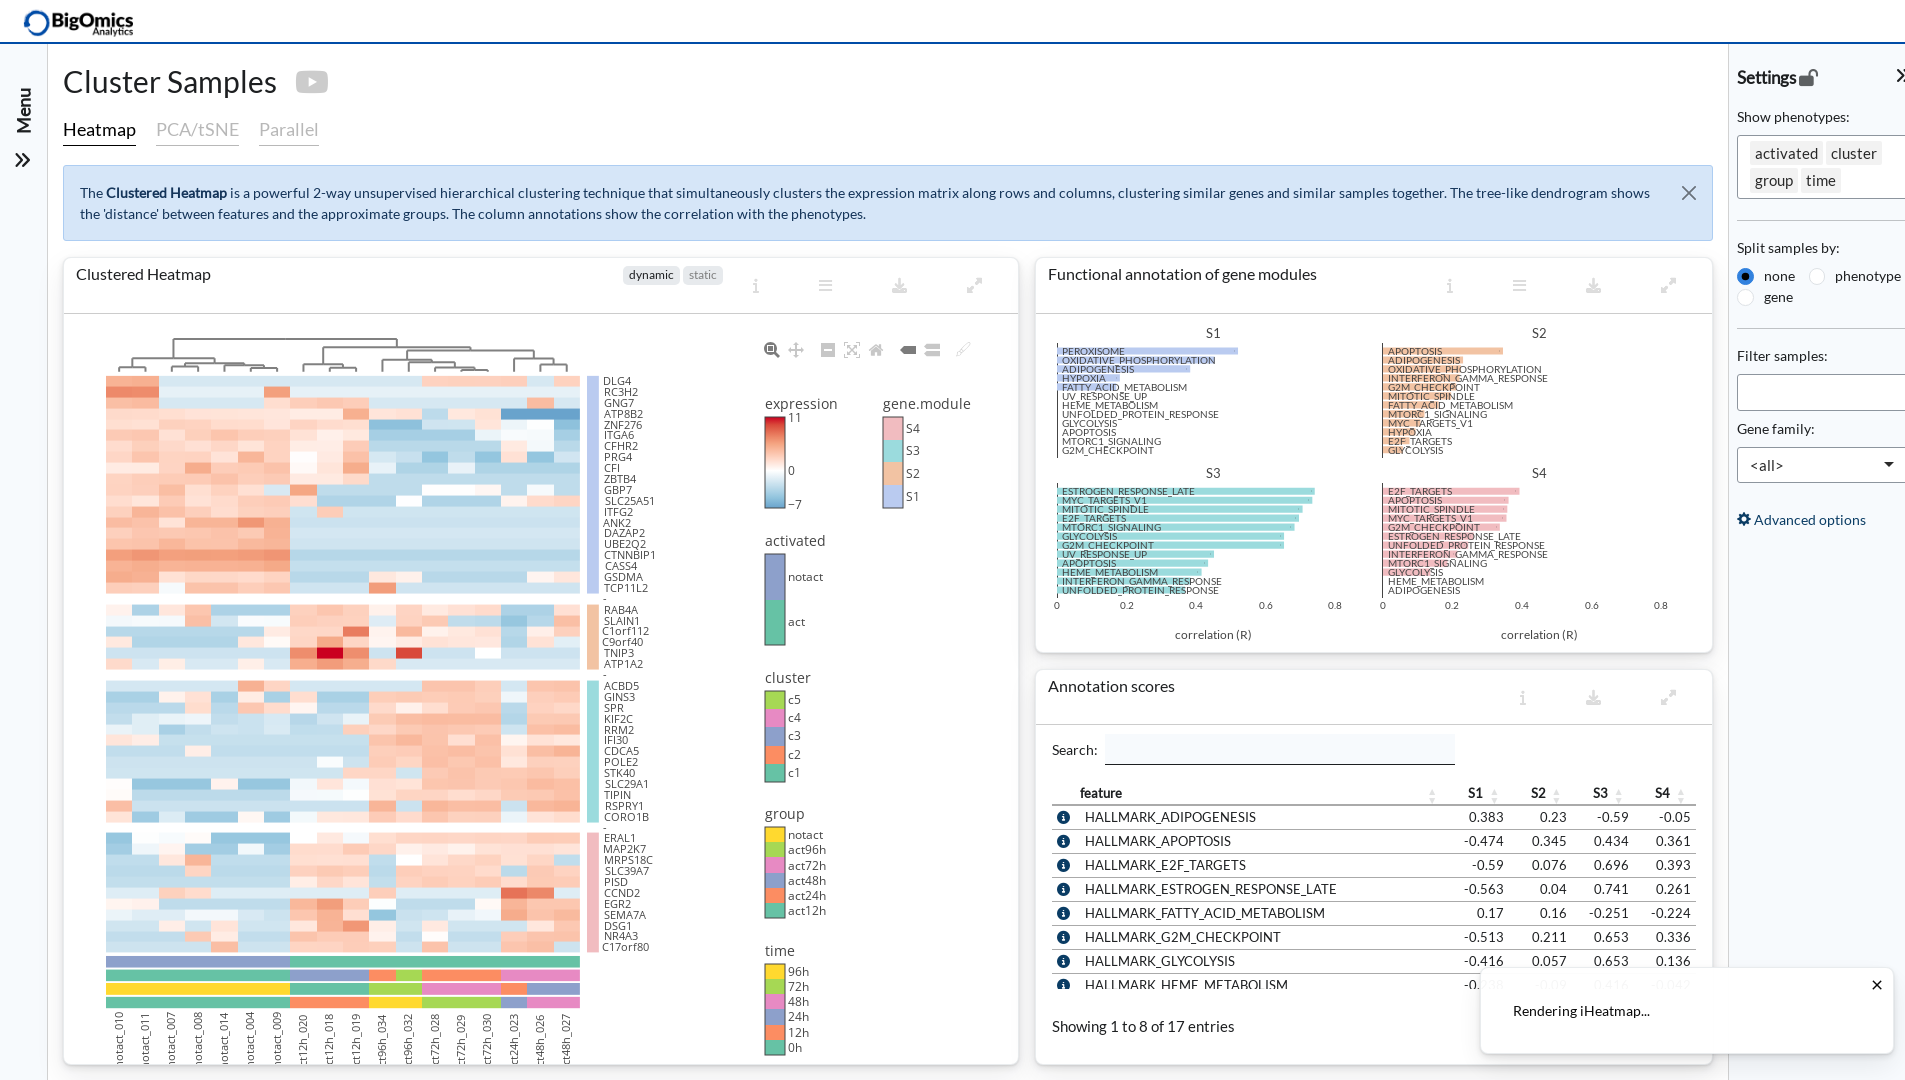 BigOmics
Analytics
Menu
Cluster Samples
Heatmap PCA/tSNE Parallel
The Clustered Heatmap is a powerful 2-way unsupervised hierarchical clustering technique that simultaneously clusters the expression matrix along rows and columns, clustering similar genes and similar samples together. The tree-like dendrogram shows
the 'distance' between features and the approximate groups. The column annotations show the correlation with the phenotypes.
Clustered Heatmap dynamic static
DLG4
RC3H2
GNG7
ATP8B2
ZNF276
ITGA6
CFHR2
PRG4
CFI
ZBTB4
GBP7
SLC25A51
ITFG2
ANK2
DAZAP2
UBE2Q2
CTNNBIP1
CASS4
GSDMA
TCP11L2
-
RAB4A
SLAIN1
C1orf112
C9orf40
TNIP3
ATP1A2
-
ACBD5
GINS3
SPR
KIF2C
RRM2
IFI30
CDCA5
POLE2
STK40
SLC29A1
TIPIN
RSPRY1
CORO1B
-
ERAL1
MAP2K7
MRPS18C
SLC39A7
PISD
CCND2
EGR2
SEMA7A
DSG1
NR4A3
C17orf80
notact_010
notact_011
notact_007
notact_008
notact_014
notact_004
notact_009
ct12h_020
ct12h_018
ct12h_019
ct96h_034
ct96h_032
ct72h_028
ct72h_029
ct72h_030
ct24h_023
ct48h_026
ct48h_027
expression
11
0
−7
gene.module
S4
S3
S2
S1
activated
notact
act
cluster
c5
c4
c3
c2
c1
group
notact
act96h
act72h
act48h
act24h
act12h
time
96h
72h
48h
24h
12h
0h
Functional annotation of gene modules
S1
PEROXISOME
OXIDATIVE_PHOSPHORYLATION
ADIPOGENESIS
HYPOXIA
FATTY_ACID_METABOLISM
UV_RESPONSE_UP
HEME_METABOLISM
UNFOLDED_PROTEIN_RESPONSE
GLYCOLYSIS
APOPTOSIS
MTORC1_SIGNALING
G2M_CHECKPOINT
S2
APOPTOSIS
ADIPOGENESIS
OXIDATIVE_PHOSPHORYLATION
INTERFERON_GAMMA_RESPONSE
G2M_CHECKPOINT
MITOTIC_SPINDLE
FATTY_ACID_METABOLISM
MTORC1_SIGNALING
MYC_TARGETS_V1
HYPOXIA
E2F_TARGETS
GLYCOLYSIS
S3
ESTROGEN_RESPONSE_LATE
MYC_TARGETS_V1
MITOTIC_SPINDLE
E2F_TARGETS
MTORC1_SIGNALING
GLYCOLYSIS
G2M_CHECKPOINT
UV_RESPONSE_UP
APOPTOSIS
HEME_METABOLISM
INTERFERON_GAMMA_RESPONSE
UNFOLDED_PROTEIN_RESPONSE
0 0.2 0.4 0.6 0.8
correlation (R)
S4
E2F_TARGETS
APOPTOSIS
MITOTIC_SPINDLE
MYC_TARGETS_V1
G2M_CHECKPOINT
ESTROGEN_RESPONSE_LATE
UNFOLDED_PROTEIN_RESPONSE
INTERFERON_GAMMA_RESPONSE
MTORC1_SIGNALING
GLYCOLYSIS
HEME_METABOLISM
ADIPOGENESIS
0 0.2 0.4 0.6 0.8
correlation (R)
Annotation scores
Search:
feature S1 S2 S3 S4
HALLMARK_ADIPOGENESIS 0.383 0.23 -0.59 -0.05
HALLMARK_APOPTOSIS -0.474 0.345 0.434 0.361
HALLMARK_E2F_TARGETS -0.59 0.076 0.696 0.393
HALLMARK_ESTROGEN_RESPONSE_LATE -0.563 0.04 0.741 0.261
HALLMARK_FATTY_ACID_METABOLISM 0.17 0.16 -0.251 -0.224
HALLMARK_G2M_CHECKPOINT -0.513 0.211 0.653 0.336
HALLMARK_GLYCOLYSIS -0.416 0.057 0.653 0.136
HALLMARK_HEME_METABOLISM
Showing 1 to 8 of 17 entries
Settings
Show phenotypes:
activated cluster
group time
Split samples by:
none phenotype
gene
Filter samples:
Gene family:
<all>
Advanced options
Rendering iHeatmap...